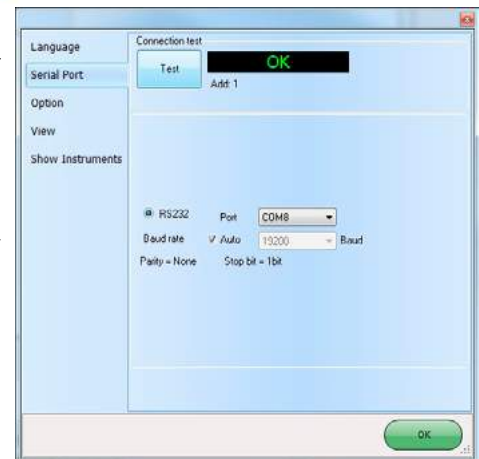 Language
Serial Port
Option
View
Show Instruments
Connection test
Test
OK
Add: 1
RS232 Port COM8
Baud rate Auto 19200 Baud
Parity = None Stop bit = 1bit
OK